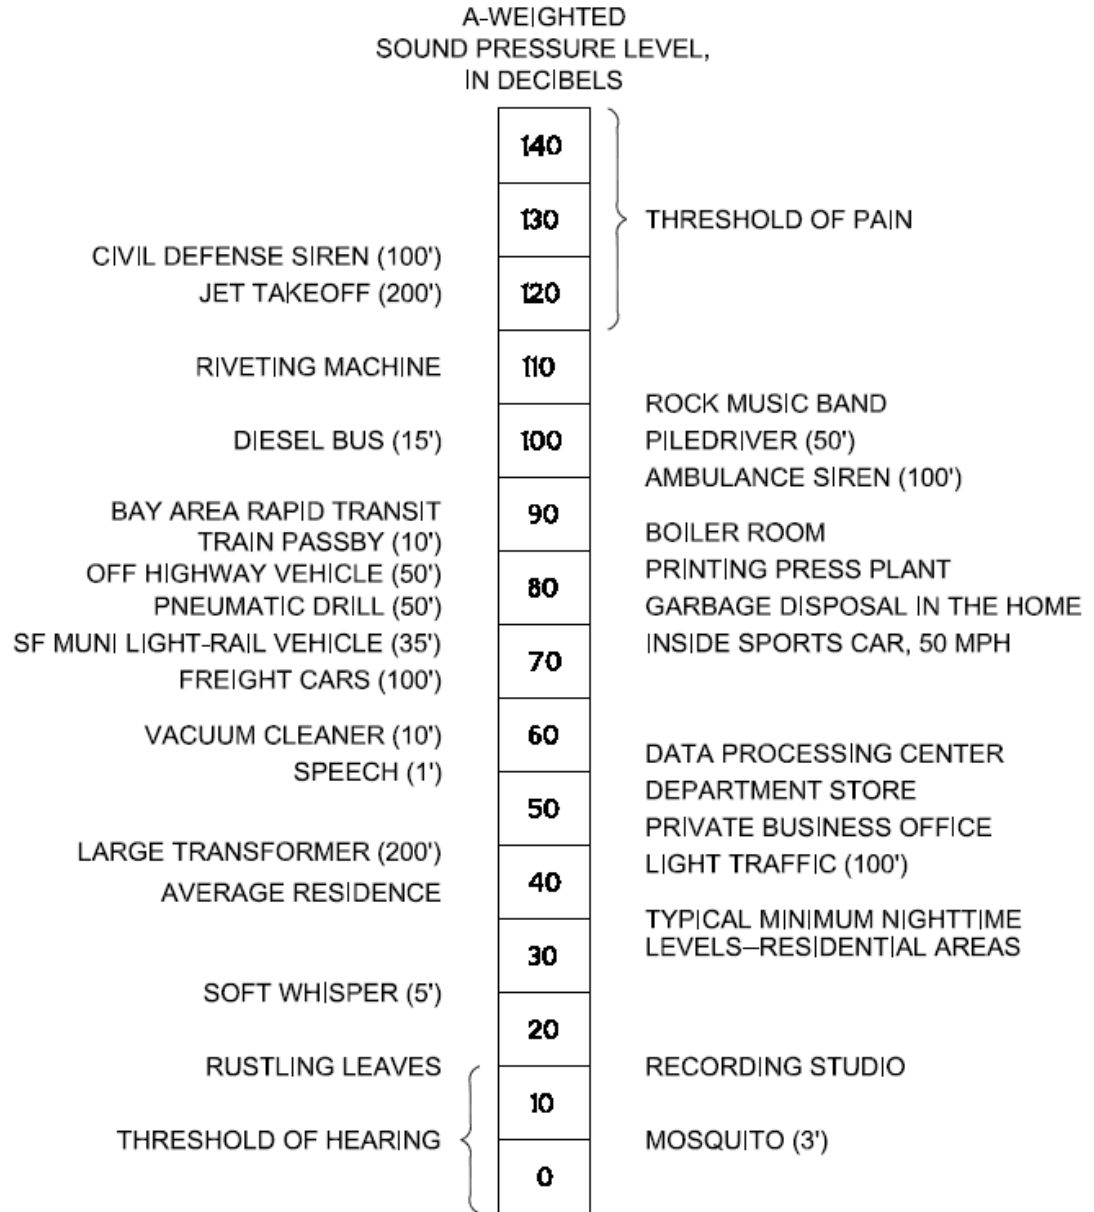 A-WEIGHTED
SOUND PRESSURE LEVEL,
IN DECIBELS
140
130
THRESHOLD OF PAIN
CIVIL DEFENSE SIREN (100')
JET TAKEOFF (200')
120
RIVETING MACHINE
110
ROCK MUSIC BAND
DIESEL BUS (15')
100
PILEDRIVER (50')
AMBULANCE SIREN (100')
BAY AREA RAPID TRANSIT
TRAIN PASSBY (10')
90
BOILER ROOM
OFF HIGHWAY VEHICLE (50')
PNEUMATIC DRILL (50')
80
PRINTING PRESS PLANT
GARBAGE DISPOSAL IN THE HOME
SF MUNI LIGHT-RAIL VEHICLE (35')
FREIGHT CARS (100')
70
INSIDE SPORTS CAR, 50 MPH
VACUUM CLEANER (10')
SPEECH (1')
60
DATA PROCESSING CENTER
DEPARTMENT STORE
50
PRIVATE BUSINESS OFFICE
LARGE TRANSFORMER (200')
AVERAGE RESIDENCE
40
LIGHT TRAFFIC (100')
TYPICAL MINIMUM NIGHTTIME
LEVELS–RESIDENTIAL AREAS
30
SOFT WHISPER (5')
20
RUSTLING LEAVES
RECORDING STUDIO
10
THRESHOLD OF HEARING
MOSQUITO (3')
0